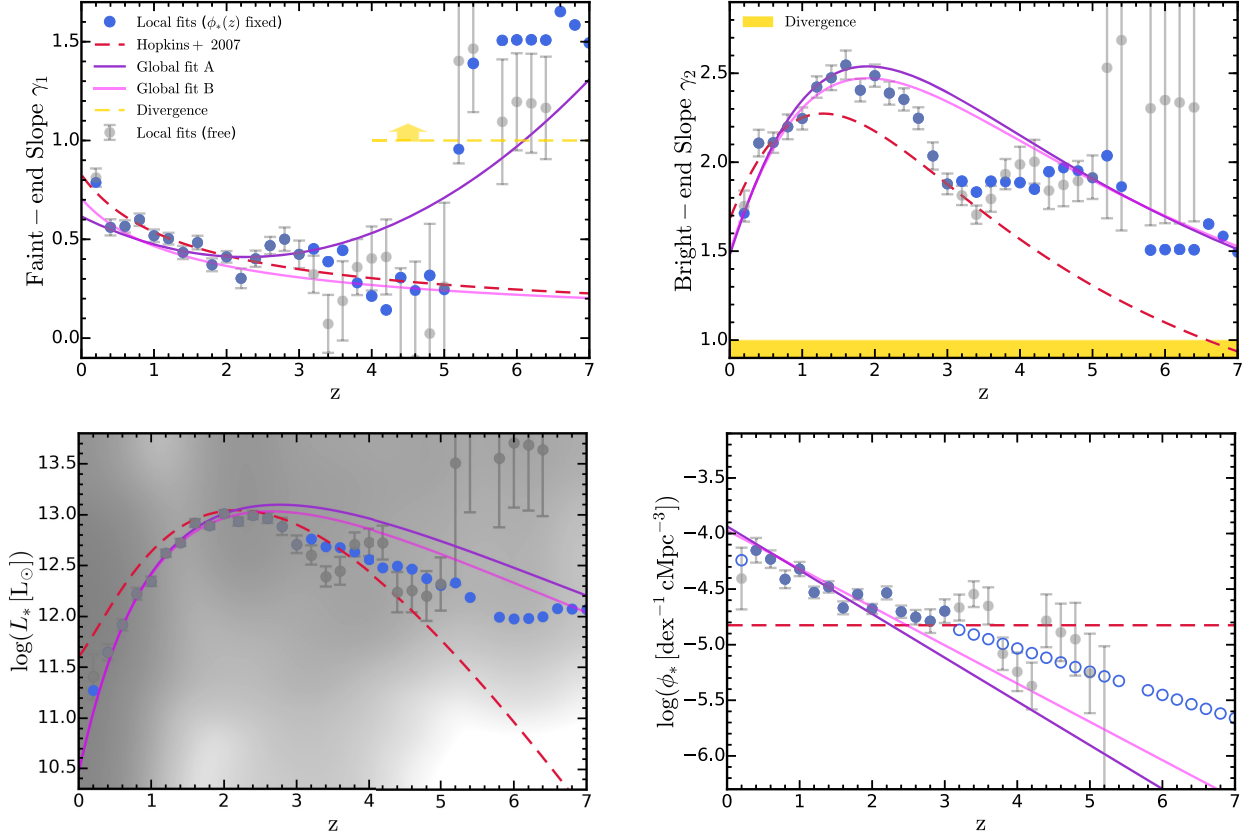 Faint − end Slope γ₁
1.5
1.0
0.5
0.0
Local fits (ϕ∗(z) fixed)
Hopkins+ 2007
Global fit A
Global fit B
Divergence
Local fits (free)
0 1 2 3 4 5 6 7
z
Bright − end Slope γ₂
2.5
2.0
1.5
1.0
Divergence
0 1 2 3 4 5 6 7
z
log(L∗ [L⊙])
13.5
13.0
12.5
12.0
11.5
11.0
10.5
0 1 2 3 4 5 6 7
z
log(ϕ∗ [dex⁻¹ cMpc⁻³])
−3.5
−4.0
−4.5
−5.0
−5.5
−6.0
0 1 2 3 4 5 6 7
z